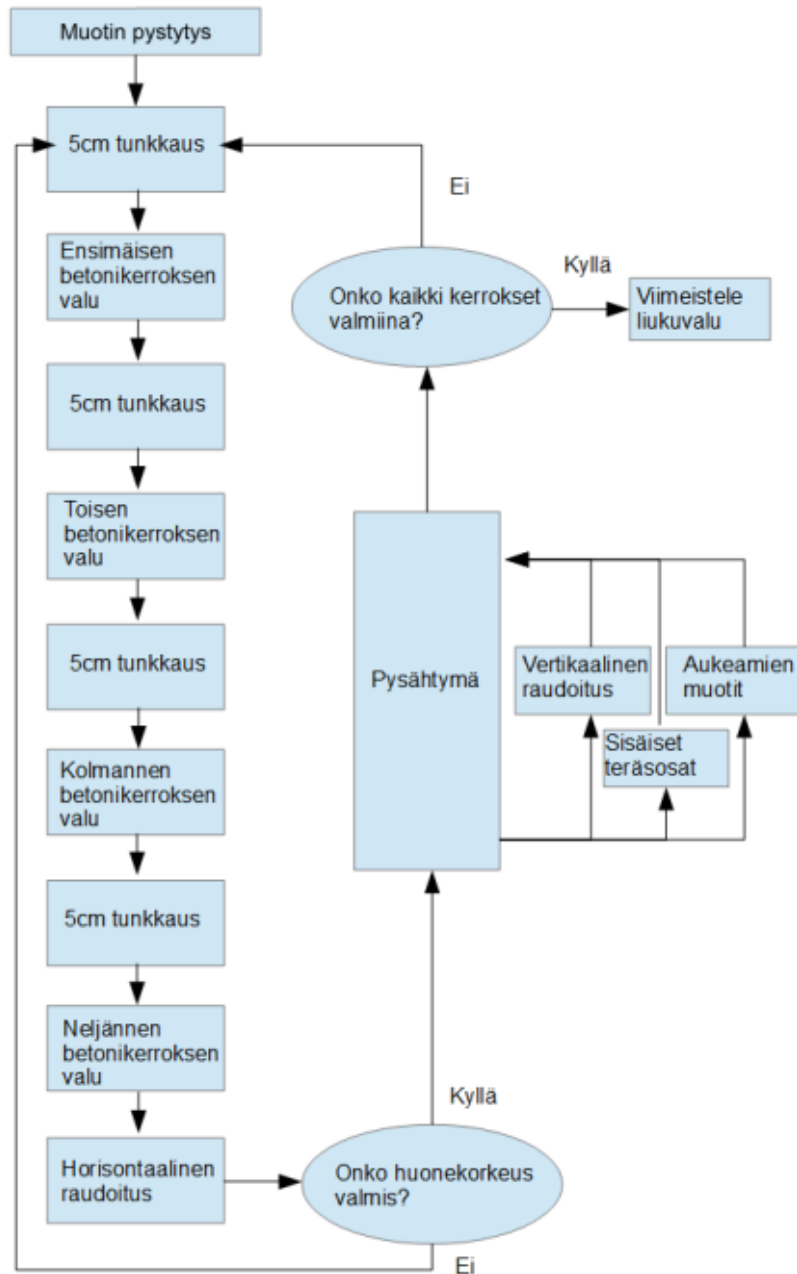 Muotin pystytys
5cm tunkkaus
Ensimäisen
betonikerroksen
valu
5cm tunkkaus
Toisen
betonikerroksen
valu
5cm tunkkaus
Kolmannen
betonikerroksen
valu
5cm tunkkaus
Neljännen
betonikerroksen
valu
Horisontaalinen
raudoitus
Onko huonekorkeus
valmis?
Ei
Kyllä
Pysähtymä
Vertikaalinen
raudoitus
Sisäiset
teräsosat
Aukeamien
muotit
Onko kaikki kerrokset
valmiina?
Ei
Kyllä
Viimeistele
liukuvalu